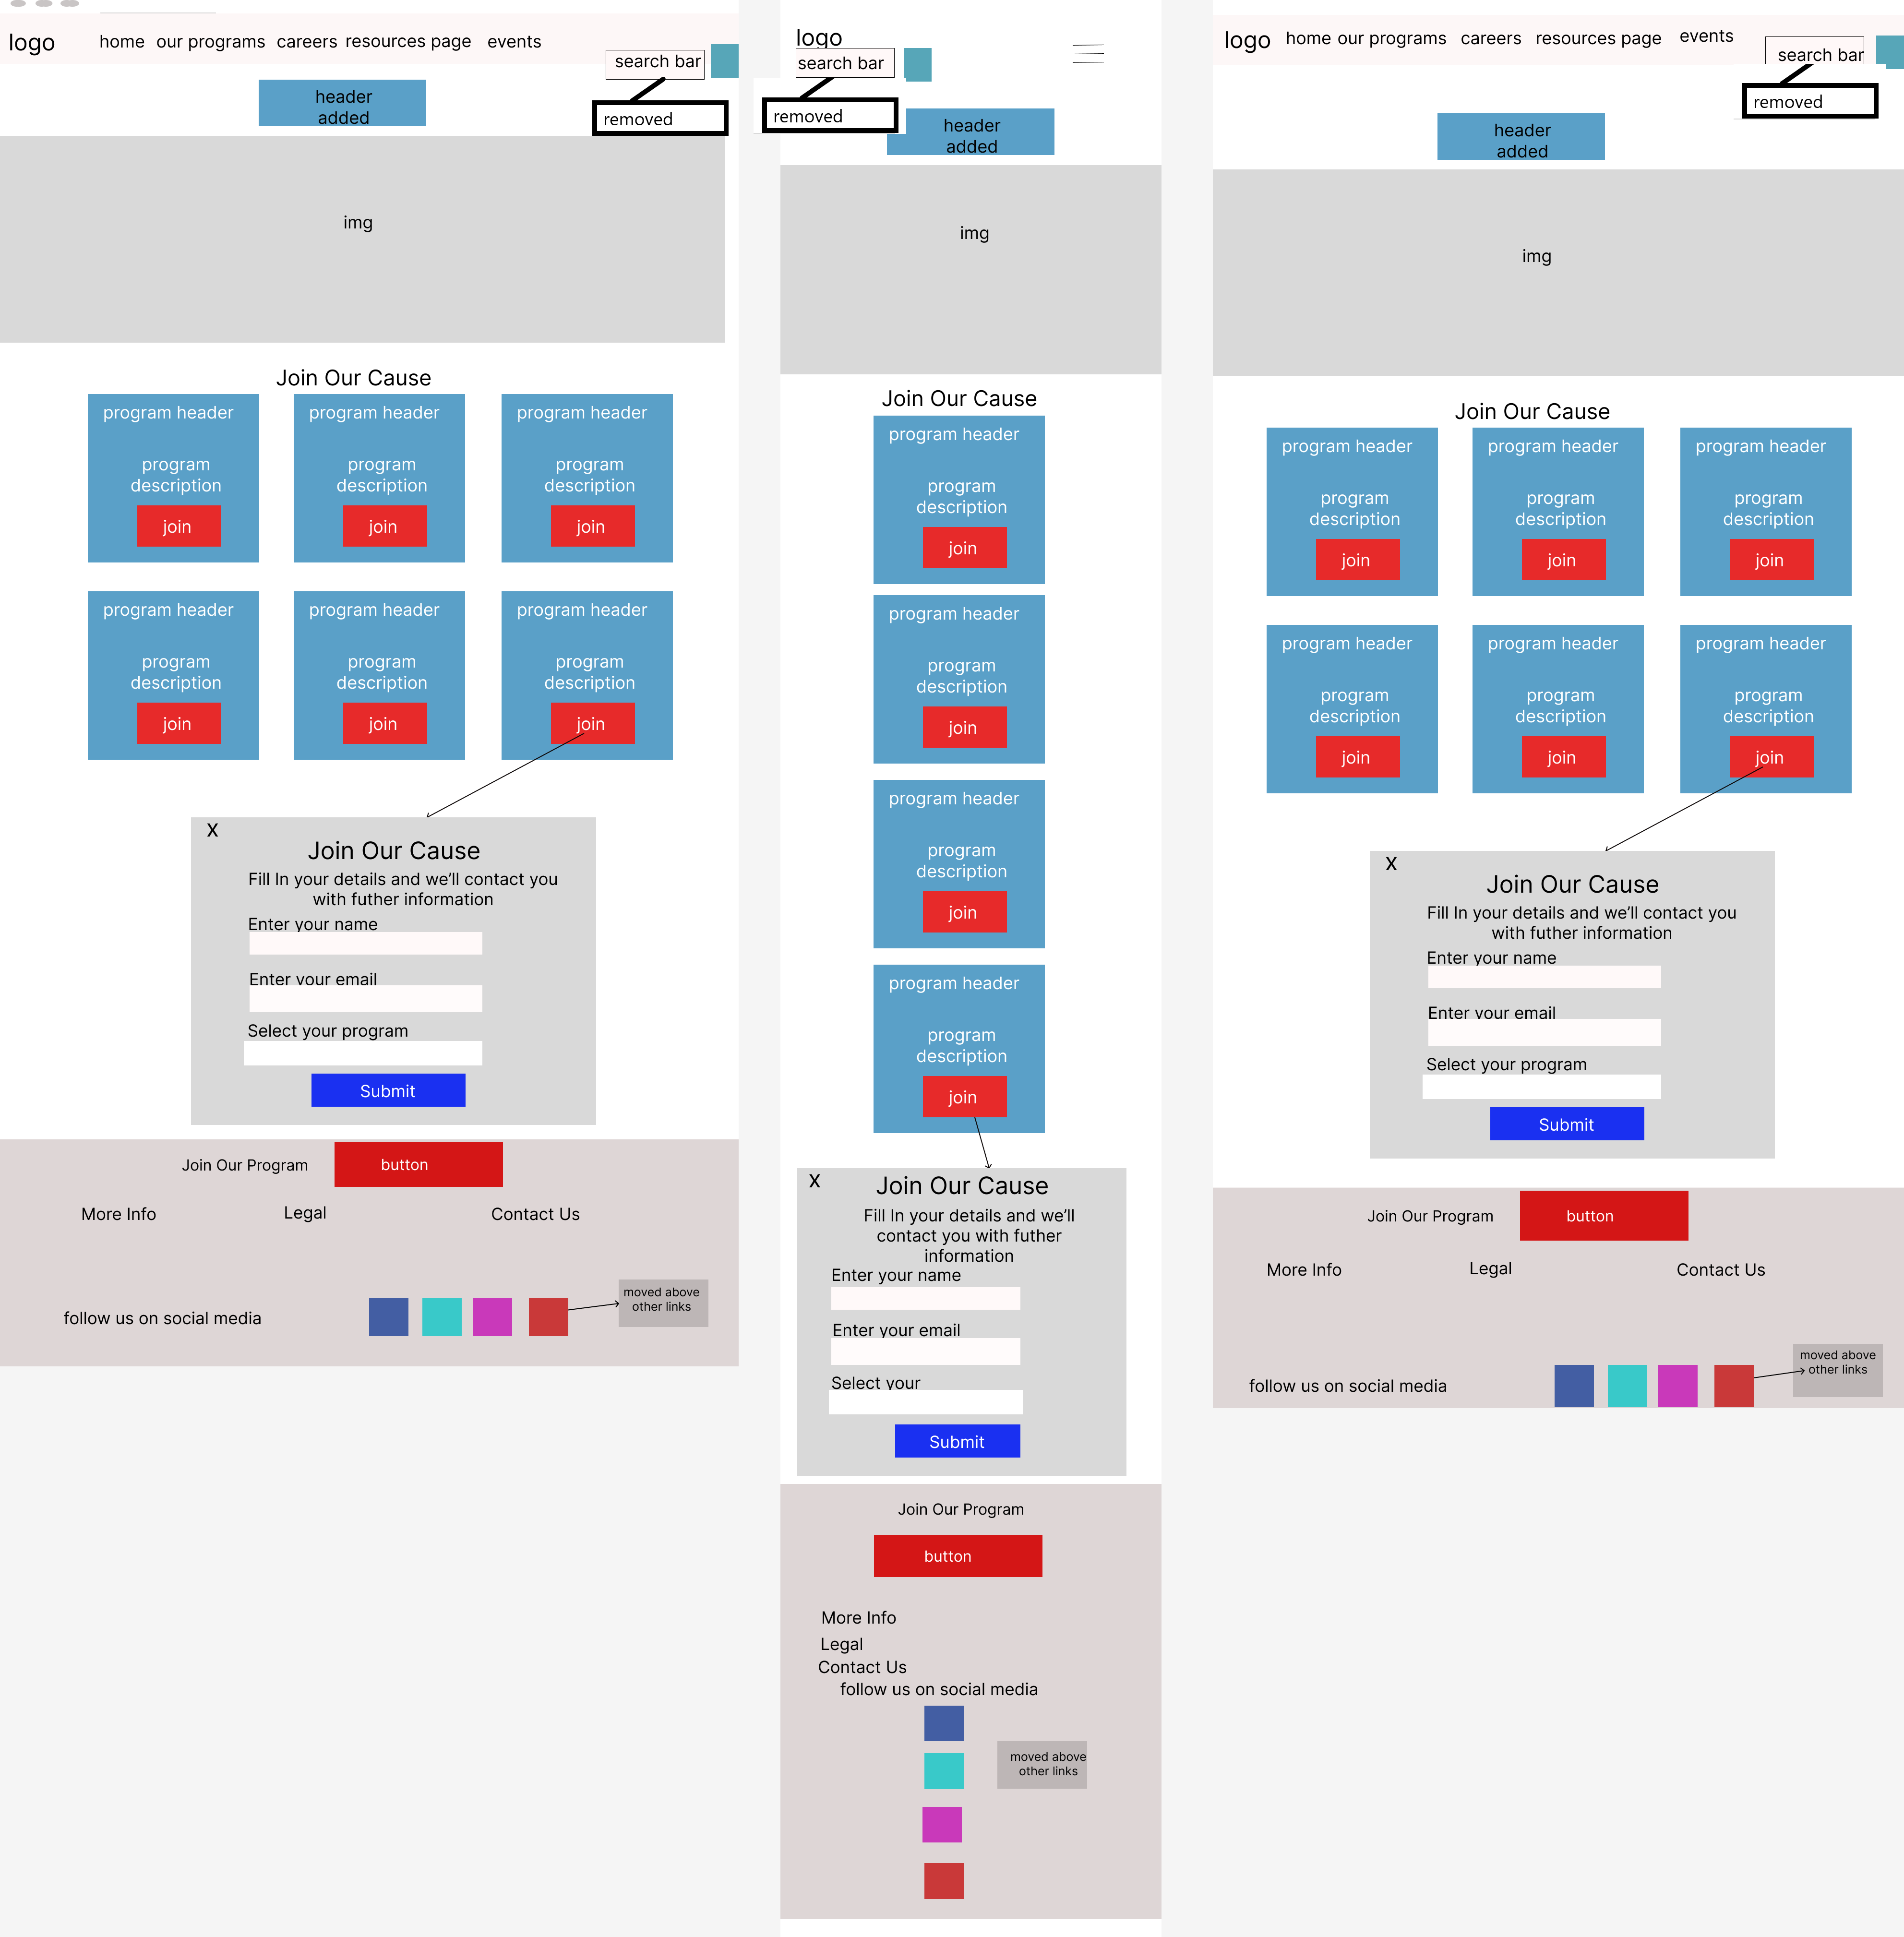 logo
home our programs careers resources page events
search bar
removed
header
added
img
Join Our Cause
program header program header program header
program program program
description description description
join join join
program header program header program header
program program program
description description description
join join join
X
Join Our Cause
Fill In your details and we'll contact you
with futher information
Enter your name
Enter your email
Select your program
Submit
Join Our Program button
More Info Legal Contact Us
moved above
other links
follow us on social media
logo
search bar
removed
header
added
img
Join Our Cause
program header
program
description
join
program header
program
description
join
program header
program
description
join
program header
program
description
join
X
Join Our Cause
Fill In your details and we'll
contact you with futher
information
Enter your name
Enter your email
Select your
Submit
Join Our Program
button
More Info
Legal
Contact Us
follow us on social media
moved above
other links
logo
home our programs careers resources page events
search bar
removed
header
added
img
Join Our Cause
program header program header program header
program program program
description description description
join join join
program header program header program header
program program program
description description description
join join join
X
Join Our Cause
Fill In your details and we'll contact you
with futher information
Enter your name
Enter your email
Select your program
Submit
Join Our Program button
More Info Legal Contact Us
moved above
other links
follow us on social media